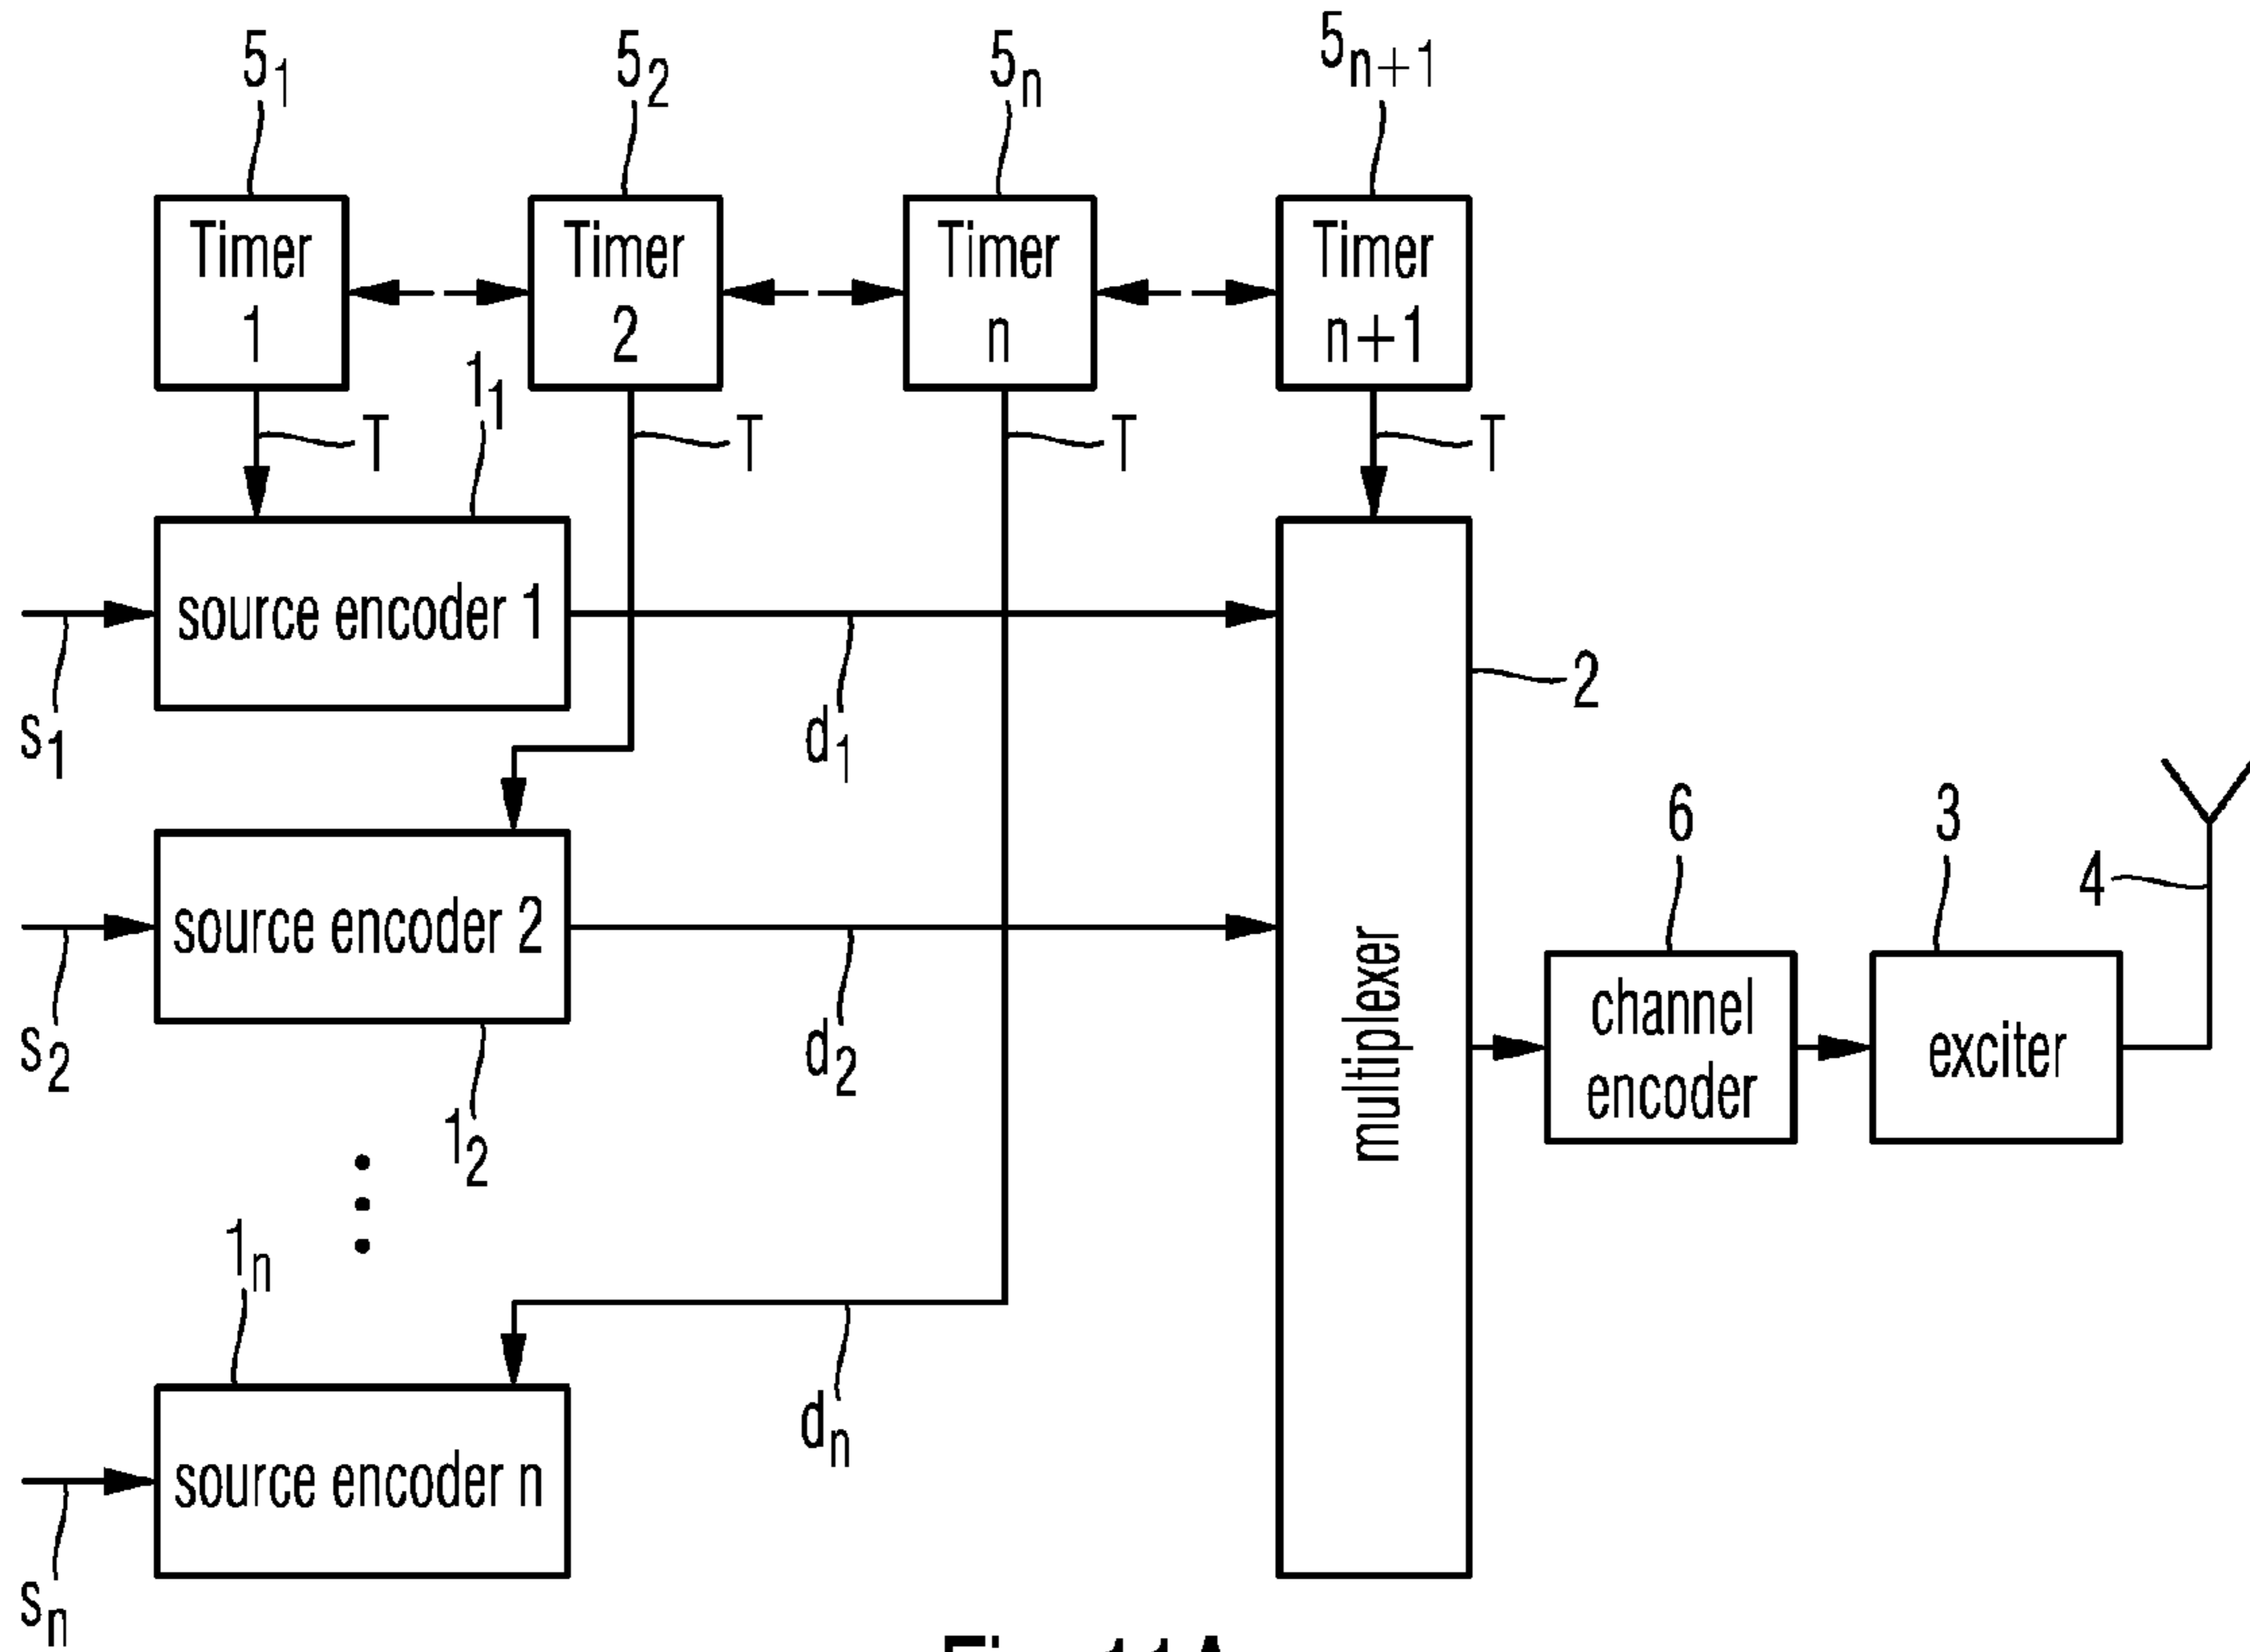 5₁
5₂
5ₙ
5ₙ₊₁
Timer
1
Timer
2
Timer
n
Timer
n+1
1₁
T
T
T
T
source encoder 1
s₁
d₁
2
source encoder 2
s₂
d₂
1₂
multiplexer
6
channel
encoder
3
exciter
4
1ₙ
source encoder n
dₙ
sₙ